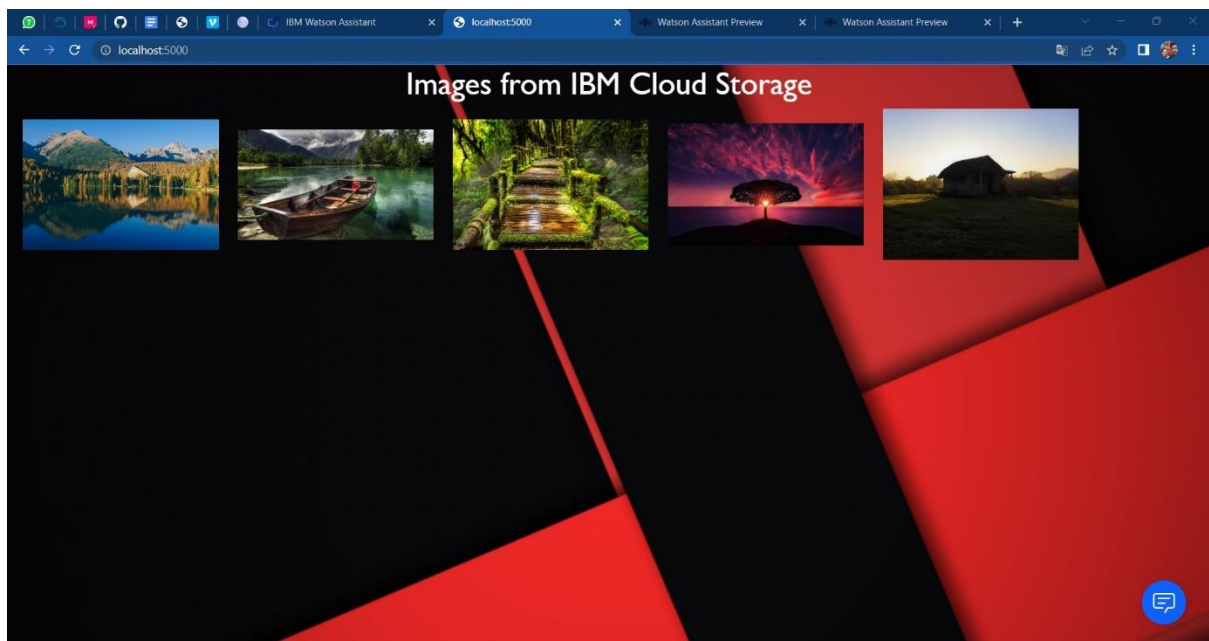 IBM Watson Assistant
localhost:5000
Watson Assistant Preview
Watson Assistant Preview
localhost:5000
Images from IBM Cloud Storage